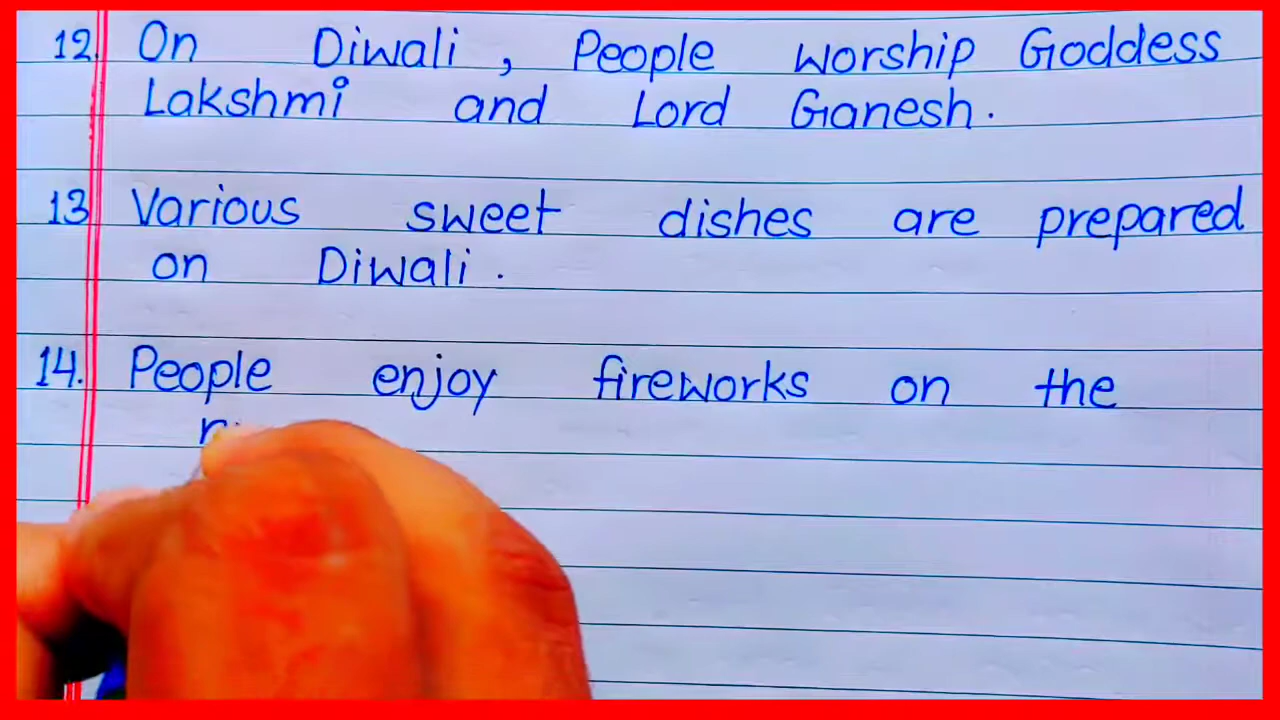 12. On Diwali, People worship Goddess
Lakshmi and Lord Ganesh.
13 Various sweet dishes are prepared
on Diwali.
14. People enjoy fireworks on the